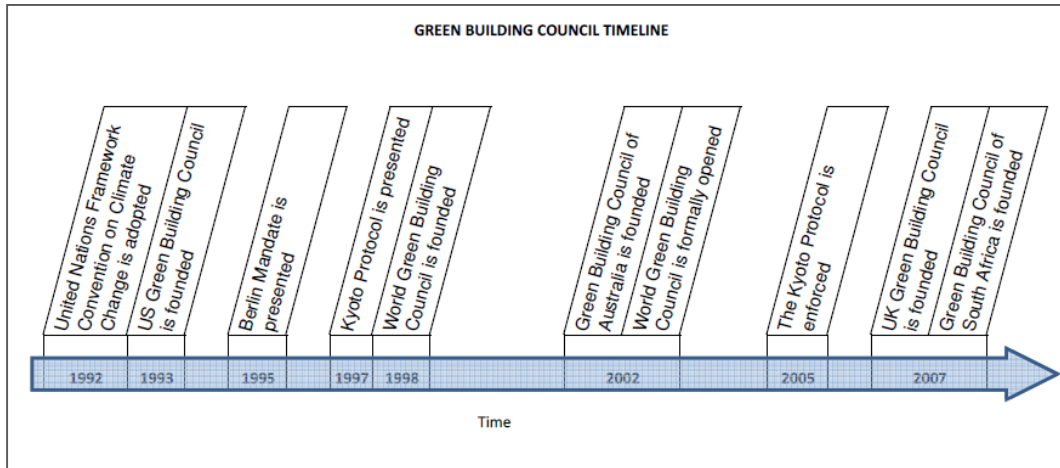 GREEN BUILDING COUNCIL TIMELINE
United Nations Framework
Convention on Climate
Change is adopted
US Green Building Council
is founded
Berlin Mandate is
presented
Kyoto Protocol is presented
World Green Building
Council is founded
Green Building Council of
Australia is founded
World Green Building
Council is formally opened
The Kyoto Protocol is
enforced
UK Green Building Council
is founded
Green Building Council of
South Africa is founded
1992 1993 1995 1997 1998 2002 2005 2007
Time